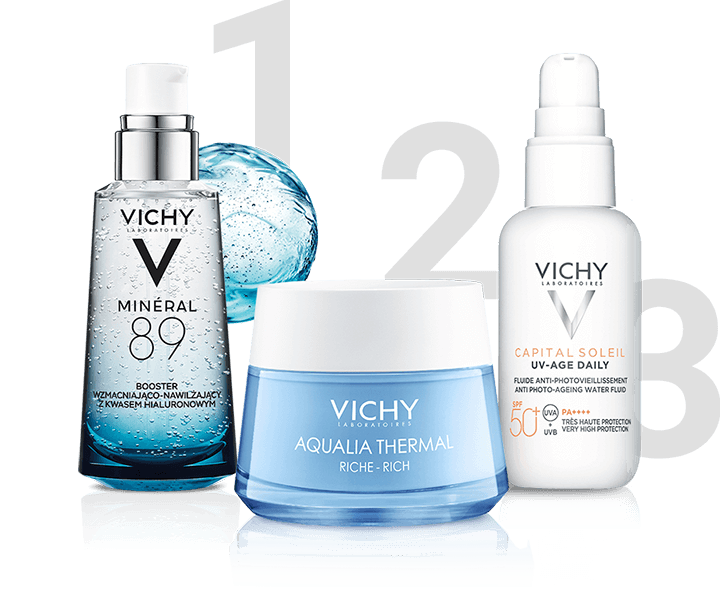 1
VICHY
LABORATOIRES
MINÉRAL
89
BOOSTER
WZMACNIAJĄCO-NAWILŻAJĄCY
Z KWASEM HIALURONOWYM
2
VICHY
LABORATOIRES
AQUALIA THERMAL
RICHE - RICH
3
VICHY
LABORATOIRES
CAPITAL SOLEIL
UV-AGE DAILY
FLUIDE ANTI-PHOTOVIEILLISSEMENT
ANTI PHOTO-AGEING WATER FLUID
SPF
50+
UVA
+
UVB
PA++++
TRÈS HAUTE PROTECTION
VERY HIGH PROTECTION